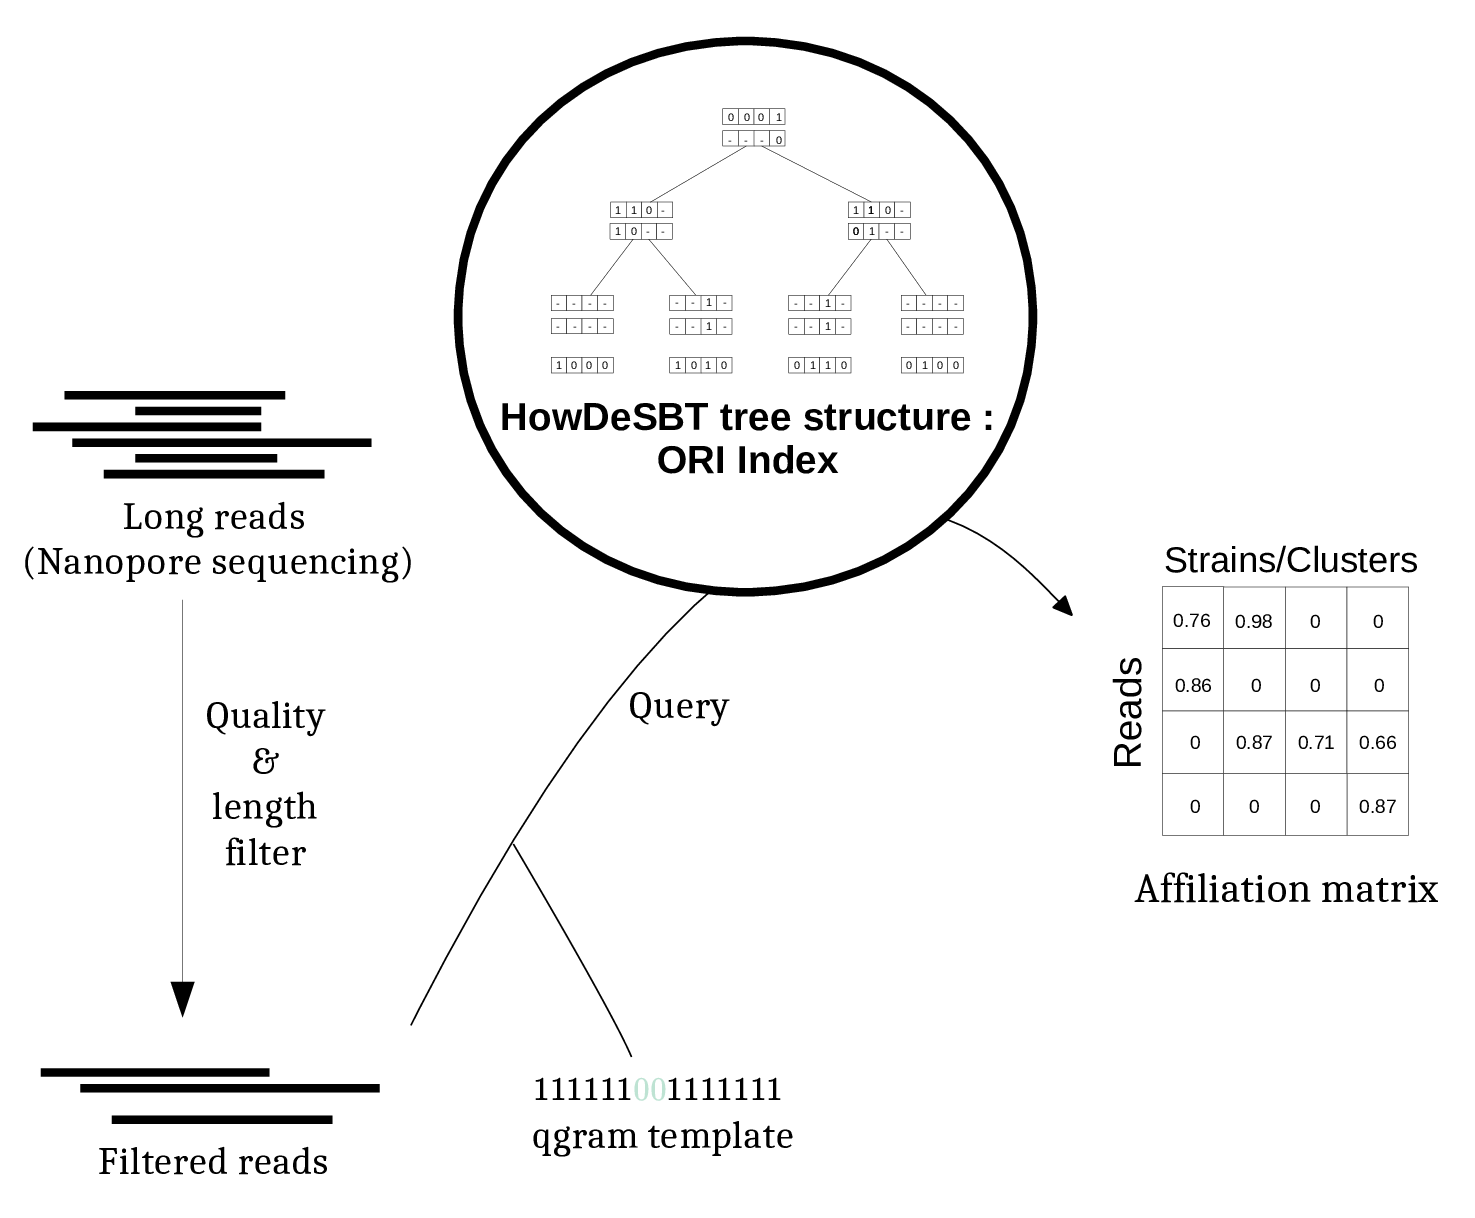 0 0 0 1
- - - 0
1 1 0 -
1 1 0 -
1 0 - -
0 1 - -
- - - -
- - 1 -
- - 1 -
- - - -
- - - -
- - 1 -
- - 1 -
- - - -
1 0 0 0
1 0 1 0
0 1 1 0
0 1 0 0
HowDeSBT tree structure :
ORI Index
Long reads
(Nanopore sequencing)
Quality
&
length
filter
Filtered reads
Query
111111001111111
qgram template
Strains/Clusters
Reads
0.76 0.98 0 0
0.86 0 0 0
0 0.87 0.71 0.66
0 0 0 0.87
Affiliation matrix